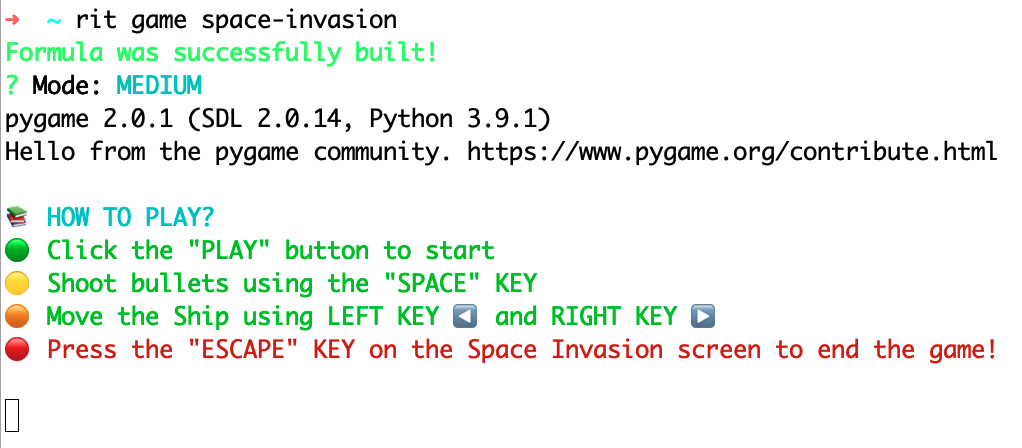 ➜  ~ rit game space-invasion
Formula was successfully built!
? Mode: MEDIUM
pygame 2.0.1 (SDL 2.0.14, Python 3.9.1)
Hello from the pygame community. https://www.pygame.org/contribute.html
📚 HOW TO PLAY?
🟢 Click the "PLAY" button to start
🟡 Shoot bullets using the "SPACE" KEY
🟠 Move the Ship using LEFT KEY ◀️ and RIGHT KEY ▶️
🔴 Press the "ESCAPE" KEY on the Space Invasion screen to end the game!